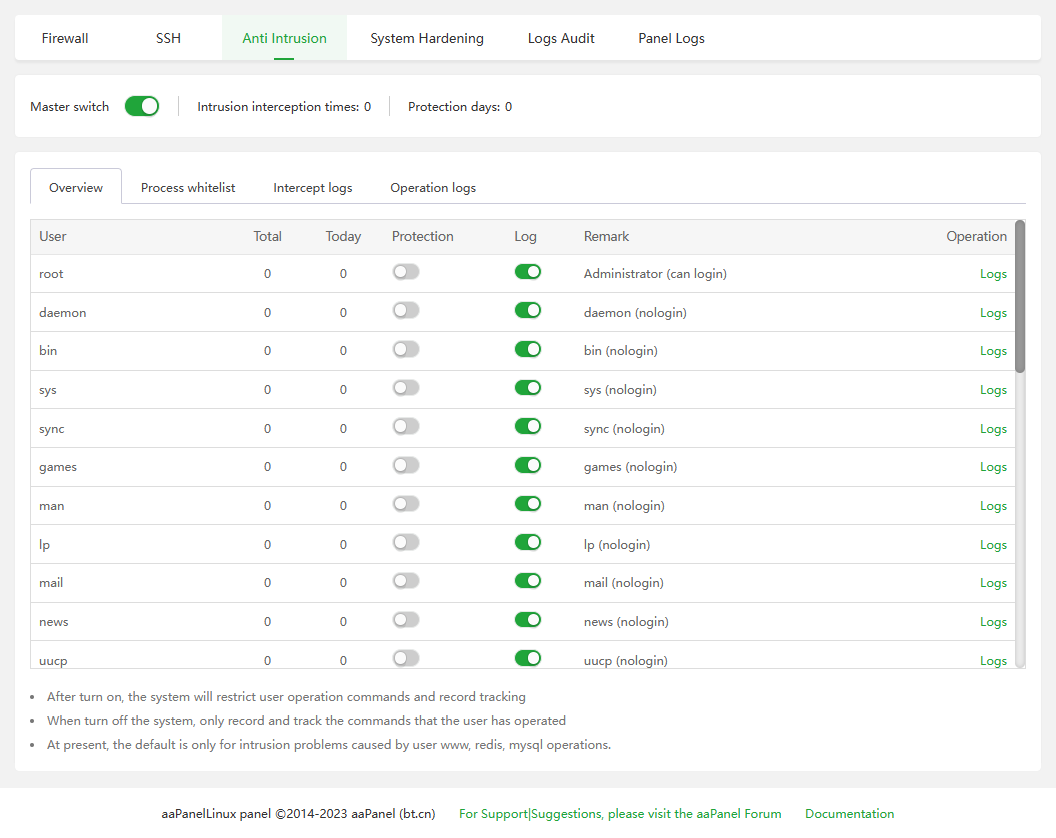 Firewall SSH Anti Intrusion System Hardening Logs Audit Panel Logs
Master switch Intrusion interception times: 0 Protection days: 0
Overview Process whitelist Intercept logs Operation logs
User Total Today Protection Log Remark Operation
root 0 0 Administrator (can login) Logs
daemon 0 0 daemon (nologin) Logs
bin 0 0 bin (nologin) Logs
sys 0 0 sys (nologin) Logs
sync 0 0 sync (nologin) Logs
games 0 0 games (nologin) Logs
man 0 0 man (nologin) Logs
lp 0 0 lp (nologin) Logs
mail 0 0 mail (nologin) Logs
news 0 0 news (nologin) Logs
uucp 0 0 uucp (nologin) Logs
• After turn on, the system will restrict user operation commands and record tracking
• When turn off the system, only record and track the commands that the user has operated
• At present, the default is only for intrusion problems caused by user www, redis, mysql operations.
aaPanelLinux panel ©2014-2023 aaPanel (bt.cn) For Support|Suggestions, please visit the aaPanel Forum Documentation